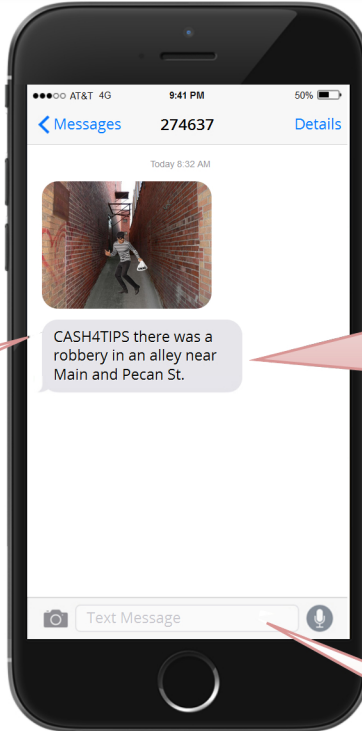 AT&T 4G 9:41 PM 50%
Messages 274637 Details
Today 8:32 AM
CASH4TIPS there was a
robbery in an alley near
Main and Pecan St.
Text Message